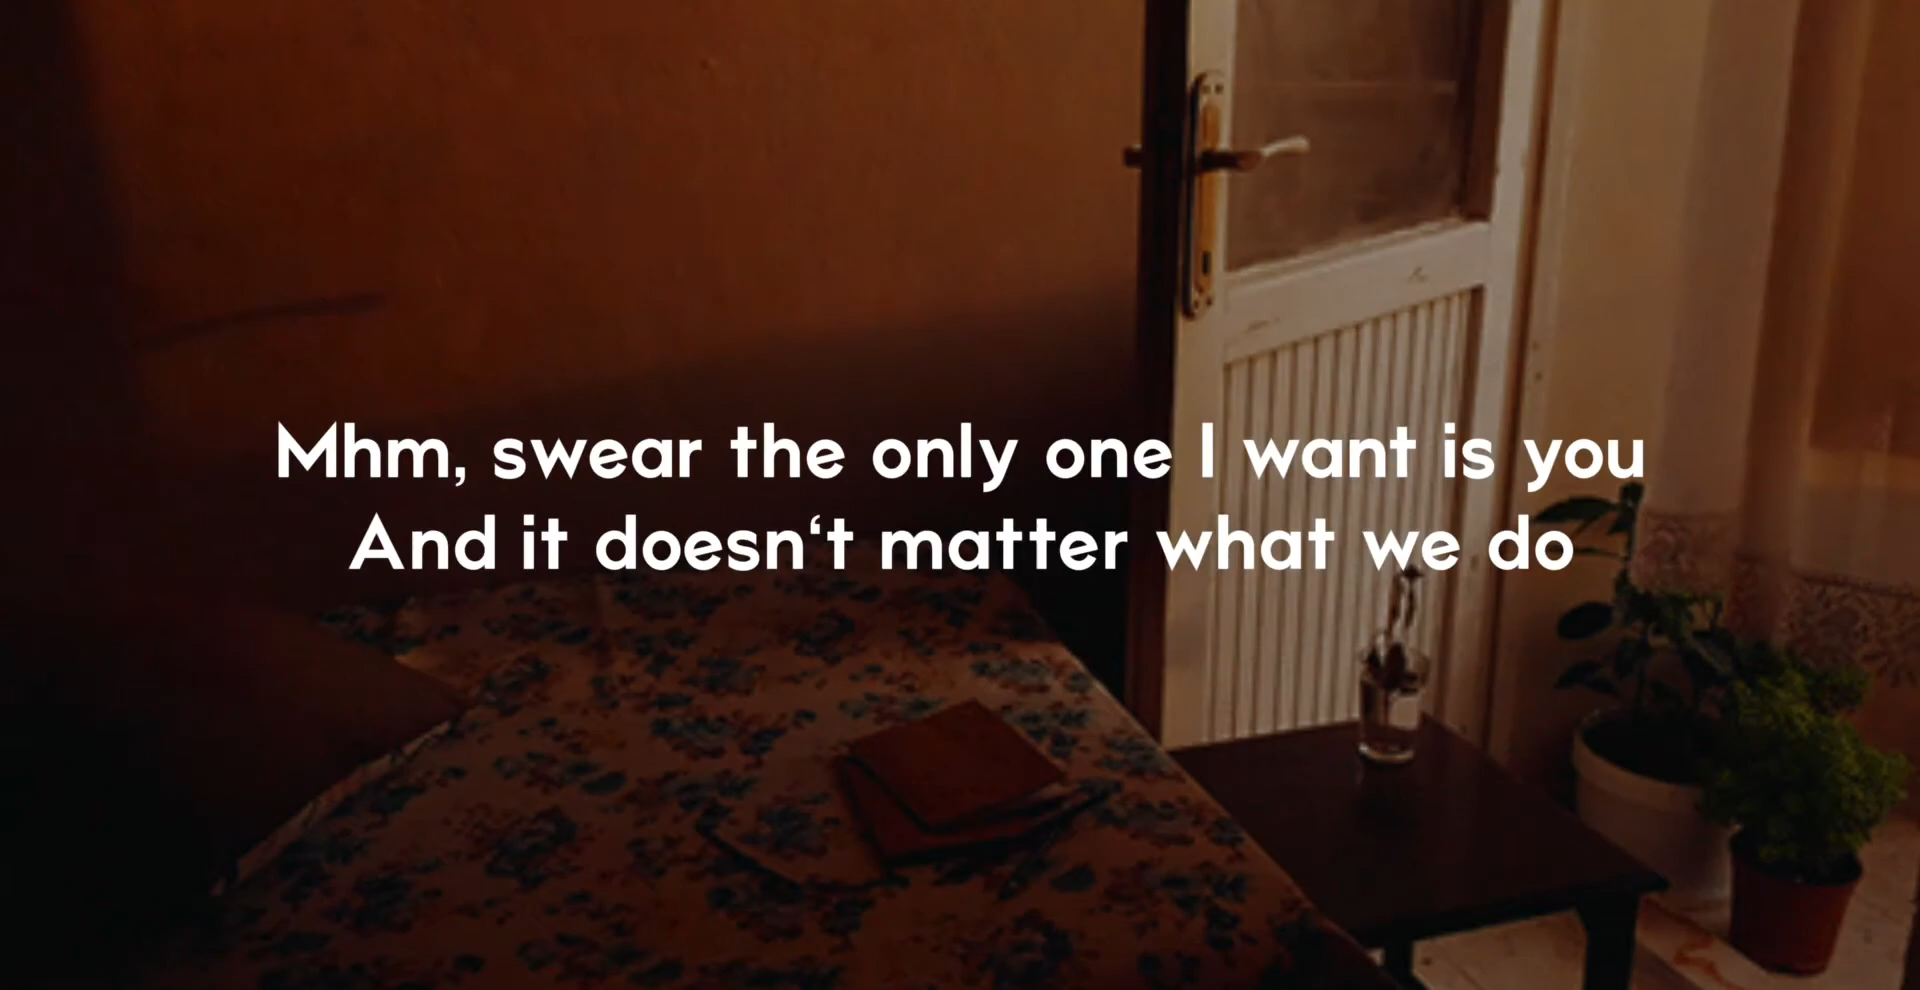 Mhm, swear the only one I want is you
And it doesn‘t matter what we do